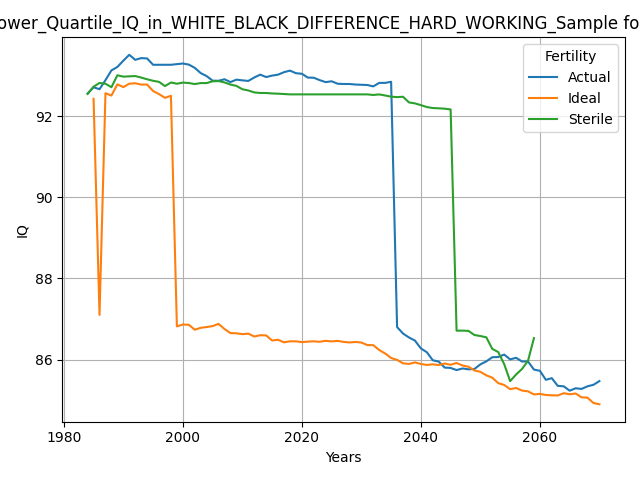 ower_Quartile_IQ_in_WHITE_BLACK_DIFFERENCE_HARD_WORKING_Sample fo
Fertility
Actual
Ideal
Sterile
IQ
92
90
88
86
1980
2000
2020
2040
2060
Years